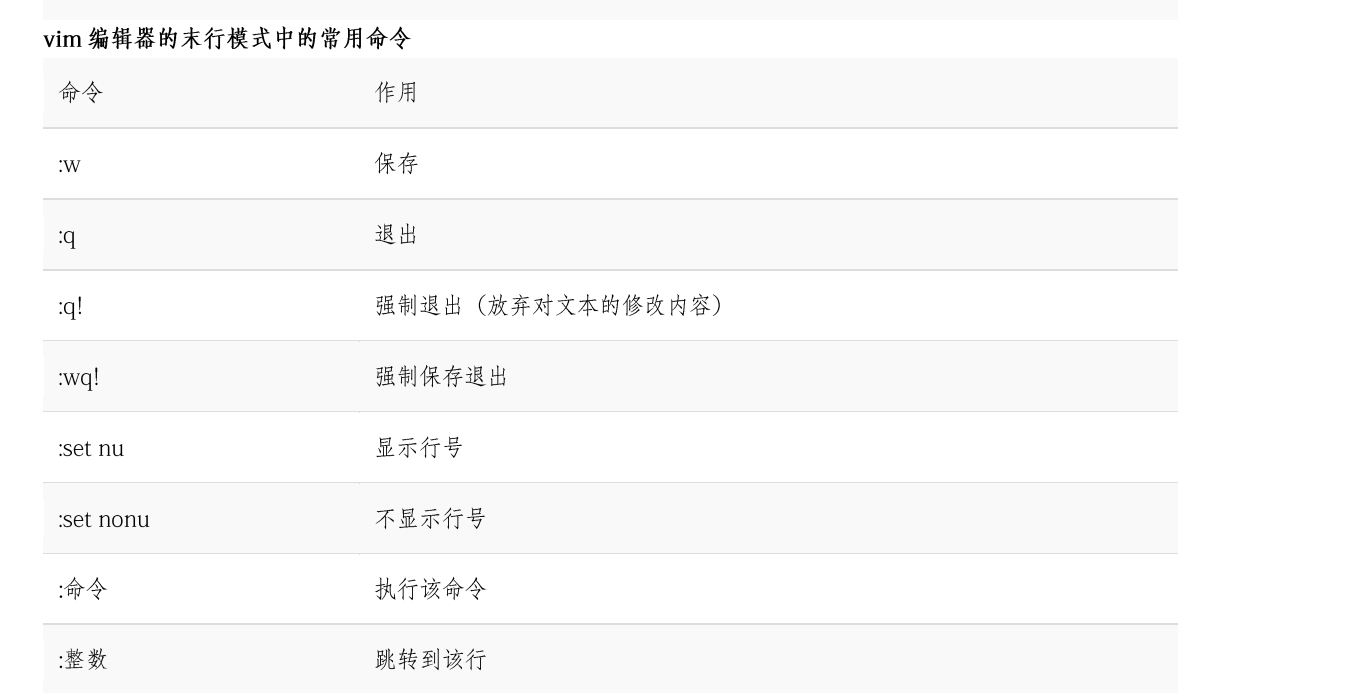 vim 编辑器的末行模式中的常用命令
命令 作用
:w 保存
:q 退出
:q! 强制退出（放弃对文本的修改内容）
:wq! 强制保存退出
:set nu 显示行号
:set nonu 不显示行号
:命令 执行该命令
:整数 跳转到该行